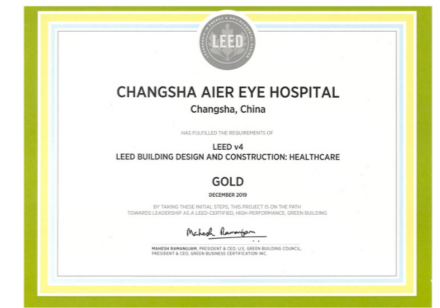 LEED
CHANGSHA AIER EYE HOSPITAL
Changsha, China
HAS FULFILLED THE REQUIREMENTS OF
LEED v4
LEED BUILDING DESIGN AND CONSTRUCTION: HEALTHCARE
GOLD
DECEMBER 2019
BY TAKING THESE INITIAL STEPS, THIS PROJECT IS ON THE PATH
TOWARDS LEADERSHIP AS A LEED-CERTIFIED, HIGH-PERFORMANCE, GREEN BUILDING
Mahesh Ramanujam
MAHESH RAMANUJAM, PRESIDENT & CEO, U.S. GREEN BUILDING COUNCIL,
PRESIDENT & CEO, GREEN BUSINESS CERTIFICATION INC.